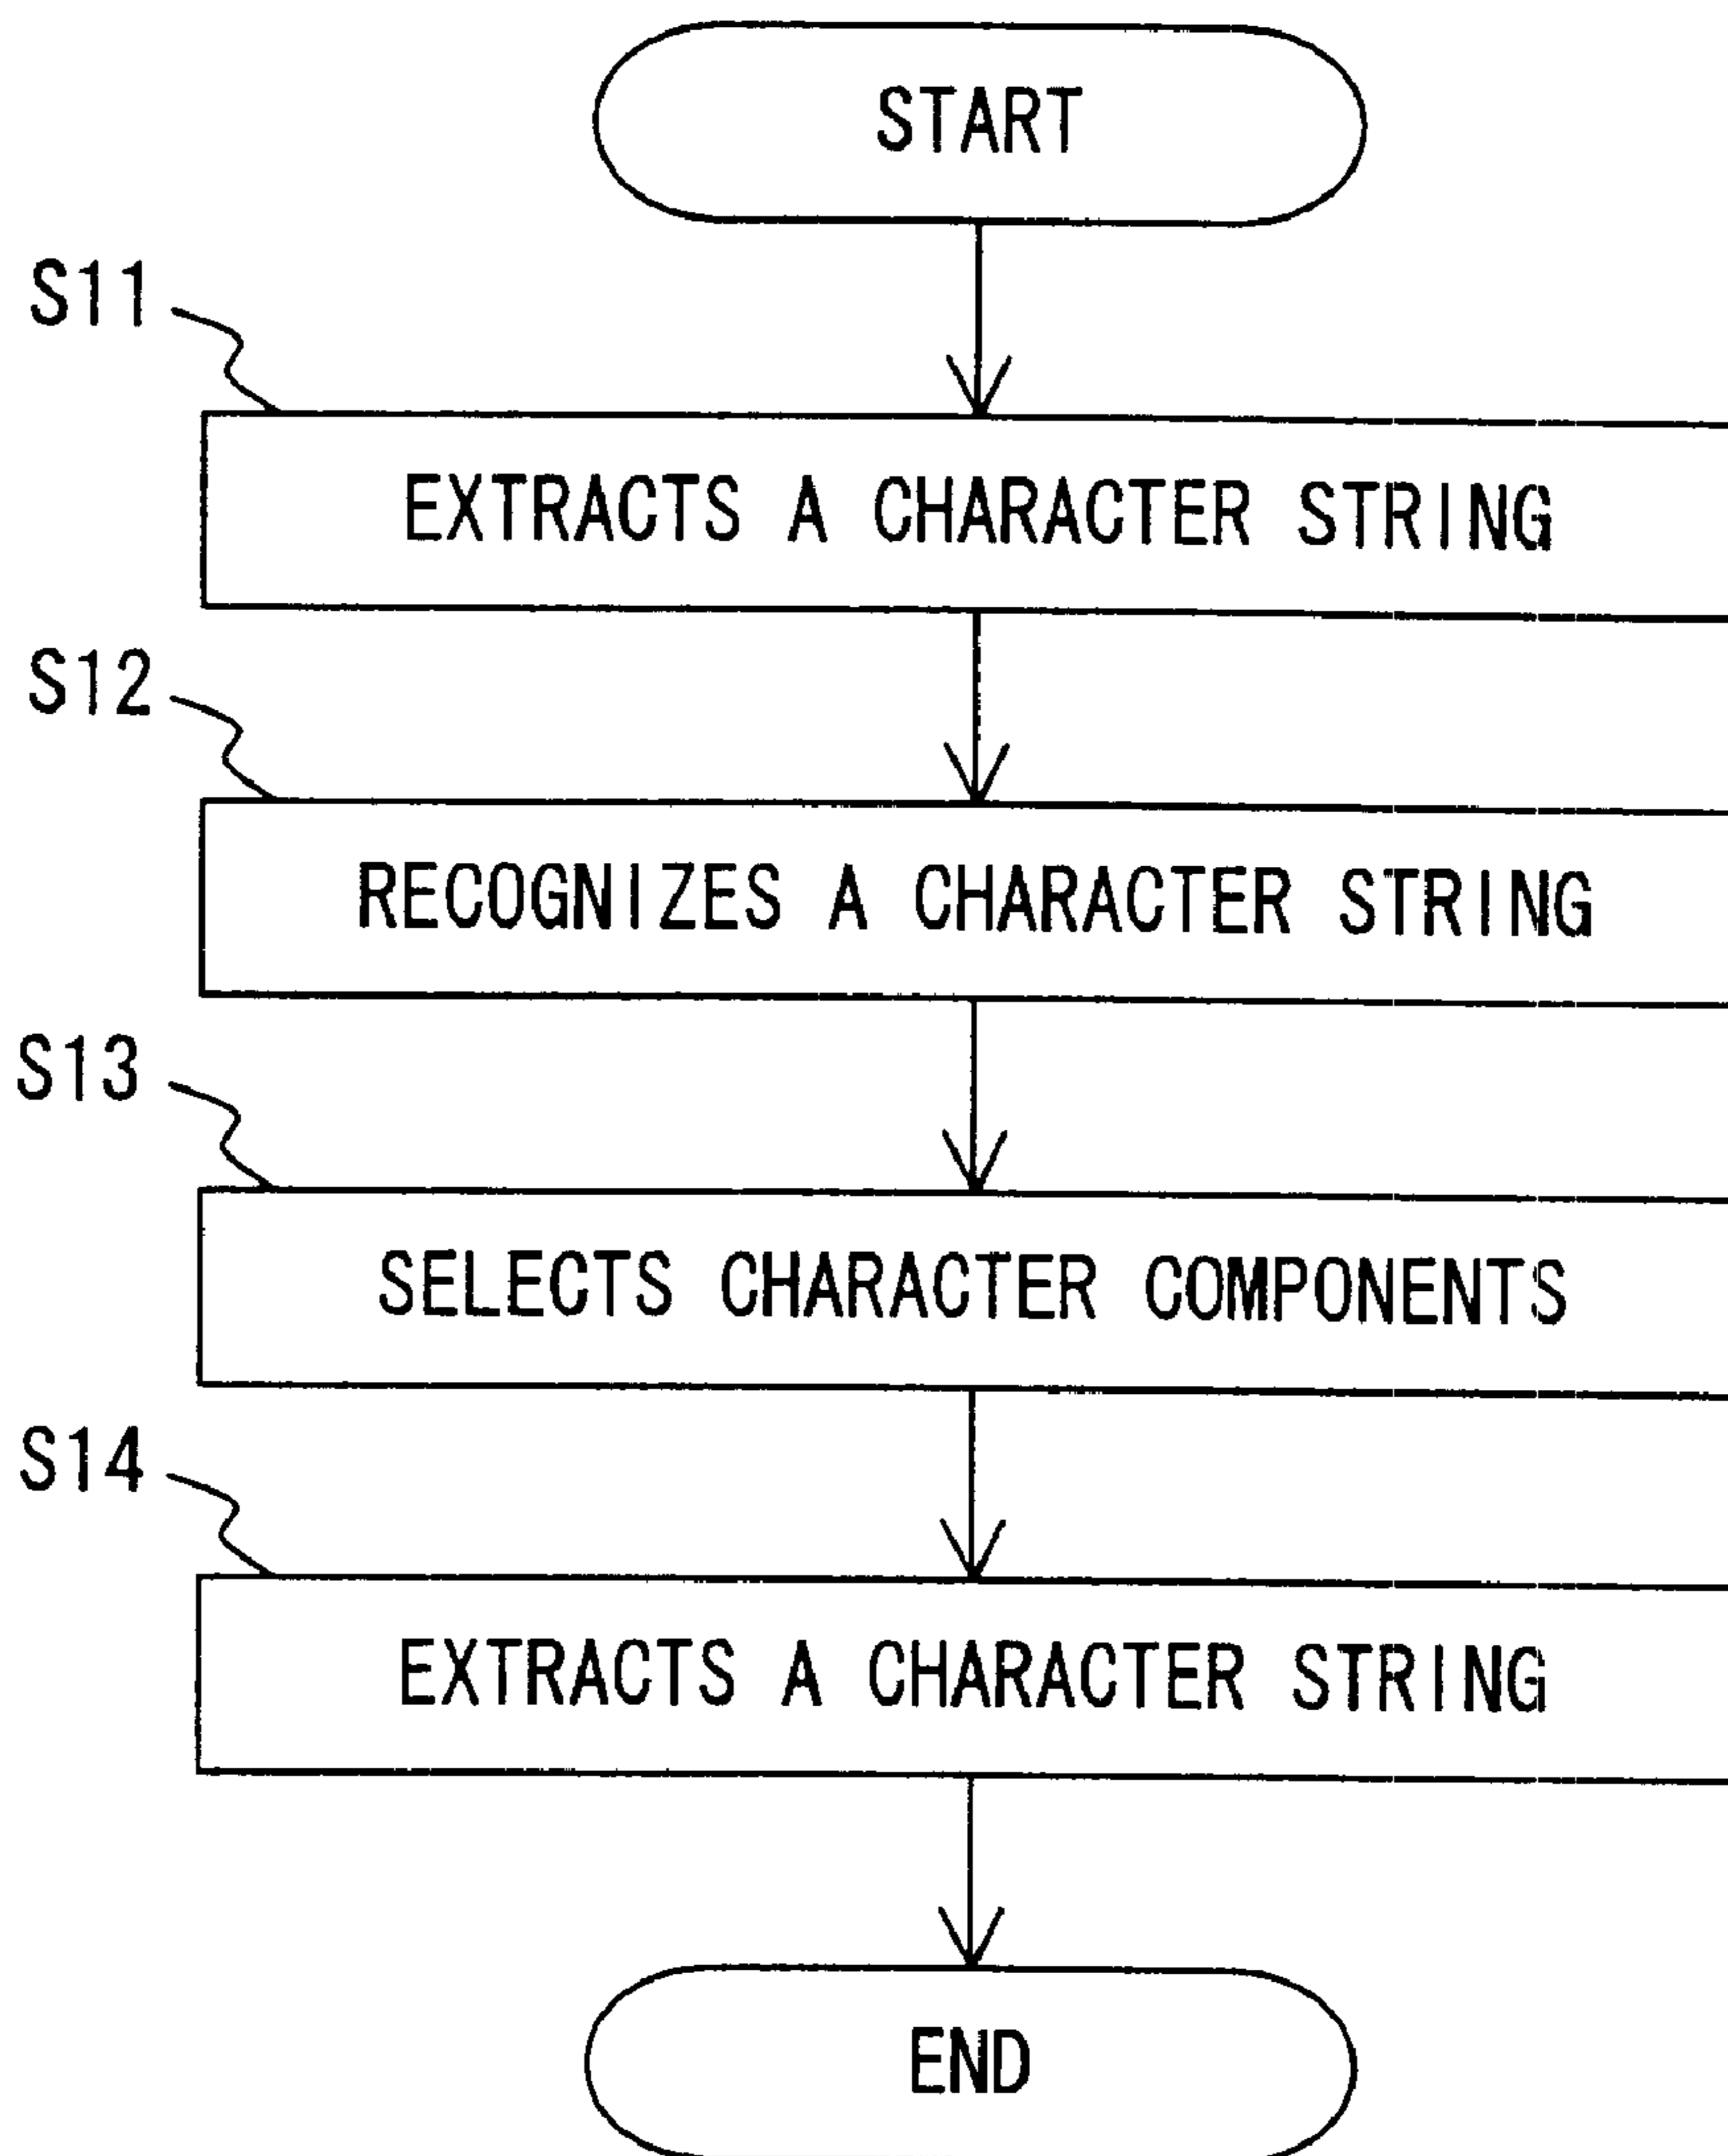 START
S11
EXTRACTS A CHARACTER STRING
S12
RECOGNIZES A CHARACTER STRING
S13
SELECTS CHARACTER COMPONENTS
S14
EXTRACTS A CHARACTER STRING
END